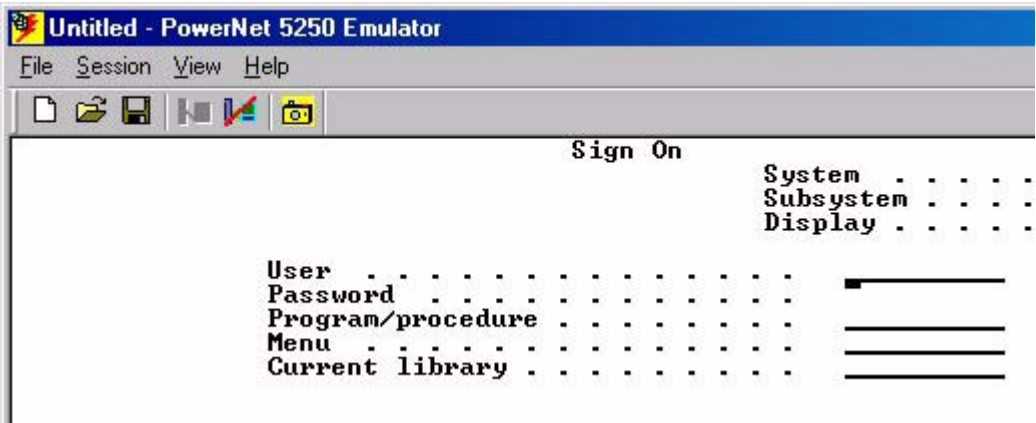 Untitled - PowerNet 5250 Emulator
File Session View Help
Sign On
System . . . . .
Subsystem . . . .
Display . . . . .
User . . . . . . . . . . . . . .
Password . . . . . . . . . . . .
Program/procedure . . . . . . . .
Menu . . . . . . . . . . . . . .
Current library . . . . . . . . .